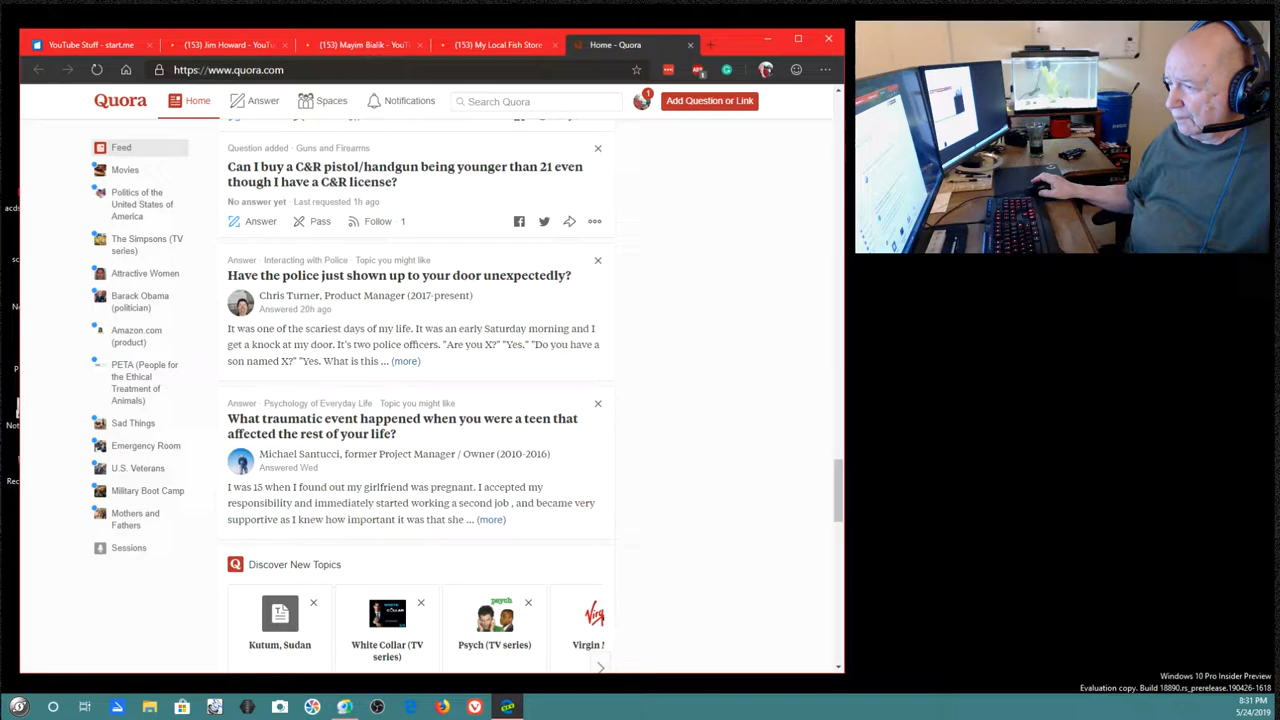 YouTube Stuff - start.me
(153) Jim Howard - YouTu
(153) Mayim Bialik - YouTu
(153) My Local Fish Store
Home - Quora
https://www.quora.com
Quora
Home
Answer
Spaces
Notifications
Search Quora
1
Add Question or Link
Feed
Movies
Politics of the
United States of
America
The Simpsons (TV
series)
Attractive Women
Barack Obama
(politician)
Amazon.com
(product)
PETA (People for
the Ethical
Treatment of
Animals)
Sad Things
Emergency Room
U.S. Veterans
Military Boot Camp
Mothers and
Fathers
Sessions
Question added · Guns and Firearms
Can I buy a C&R pistol/handgun being younger than 21 even
though I have a C&R license?
No answer yet · Last requested 1h ago
Answer Pass Follow · 1
Answer · Interacting with Police · Topic you might like
Have the police just shown up to your door unexpectedly?
Chris Turner, Product Manager (2017-present)
Answered 20h ago
It was one of the scariest days of my life. It was an early Saturday morning and I
get a knock at my door. It's two police officers. "Are you X?" "Yes." "Do you have a
son named X?" "Yes. What is this ... (more)
Answer · Psychology of Everyday Life · Topic you might like
What traumatic event happened when you were a teen that
affected the rest of your life?
Michael Santucci, former Project Manager / Owner (2010-2016)
Answered Wed
I was 15 when I found out my girlfriend was pregnant. I accepted my
responsibility and immediately started working a second job , and became very
supportive as I knew how important it was that she ... (more)
Discover New Topics
Kutum, Sudan
White Collar (TV
series)
psych
Psych (TV series)
Virgin
Windows 10 Pro Insider Preview
Evaluation copy. Build 18890.rs_prerelease.190426-1618
8:31 PM
5/24/2019